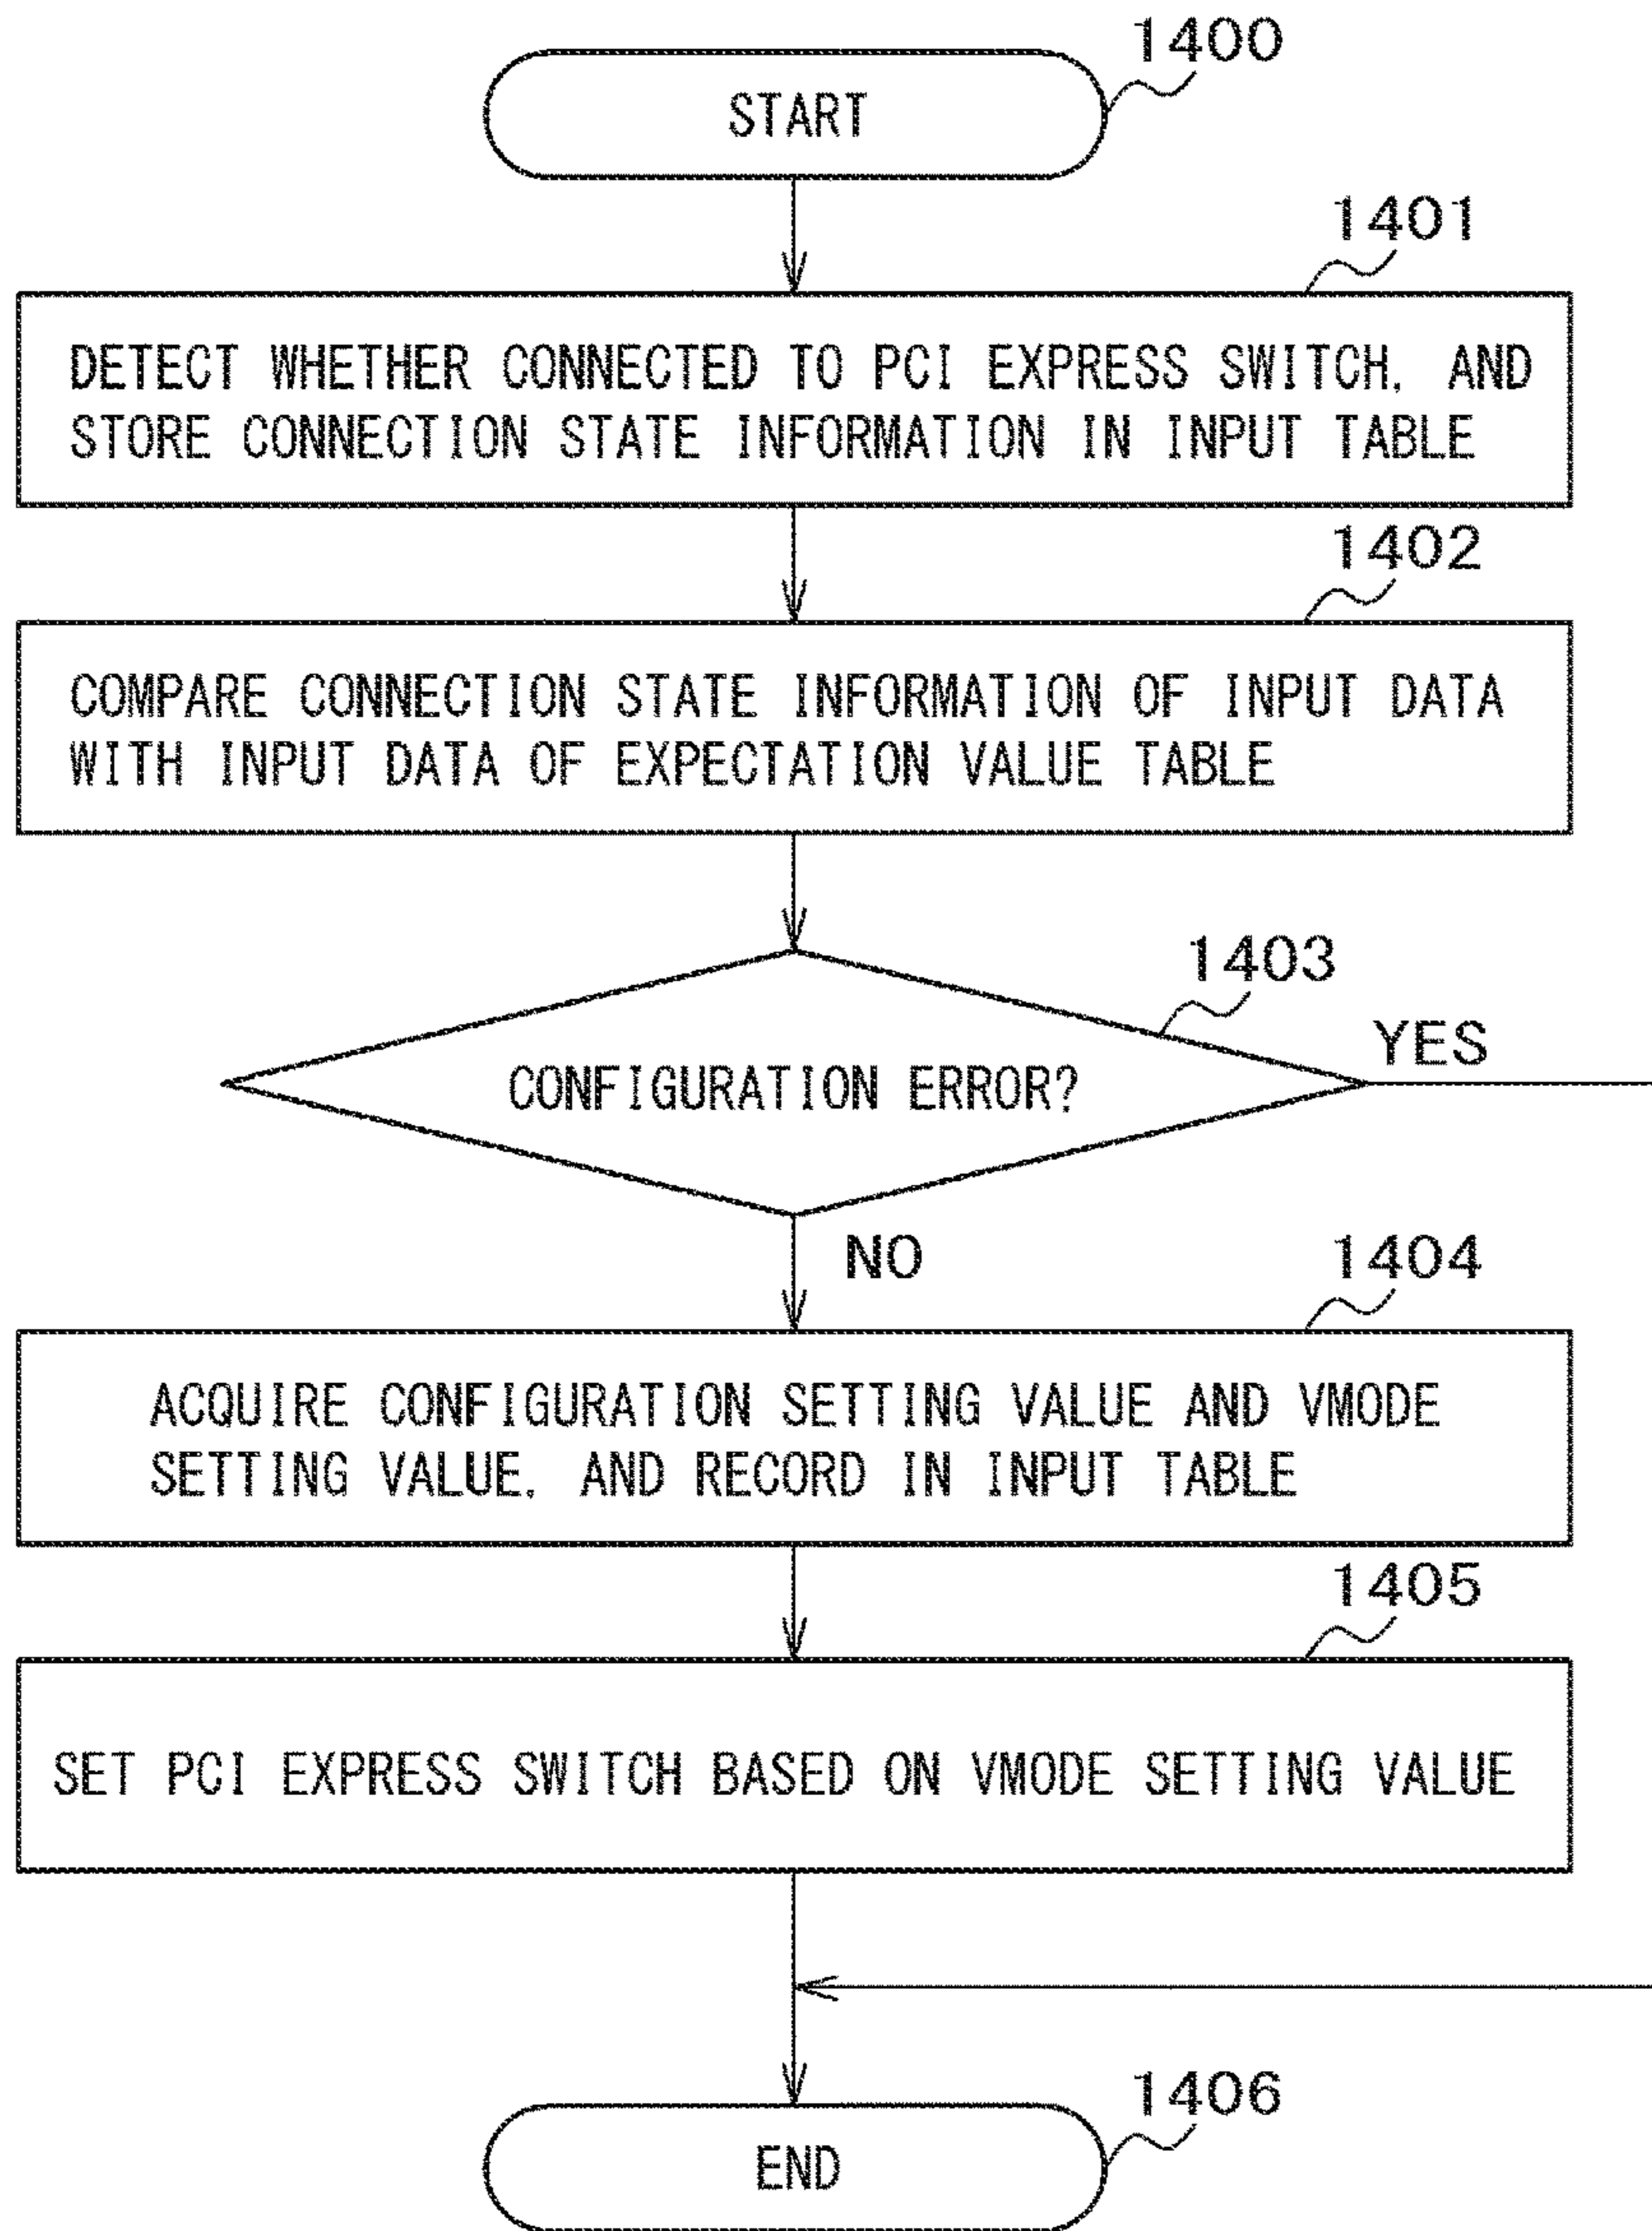 1400
START
1401
DETECT WHETHER CONNECTED TO PCI EXPRESS SWITCH, AND
STORE CONNECTION STATE INFORMATION IN INPUT TABLE
1402
COMPARE CONNECTION STATE INFORMATION OF INPUT DATA
WITH INPUT DATA OF EXPECTATION VALUE TABLE
1403
YES
CONFIGURATION ERROR?
NO
1404
ACQUIRE CONFIGURATION SETTING VALUE AND VMODE
SETTING VALUE, AND RECORD IN INPUT TABLE
1405
SET PCI EXPRESS SWITCH BASED ON VMODE SETTING VALUE
1406
END